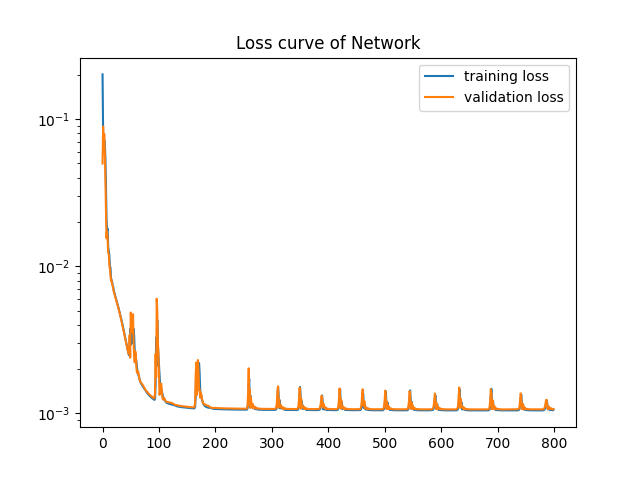 Loss curve of Network
training loss
validation loss
10⁻¹
10⁻²
10⁻³
0 100 200 300 400 500 600 700 800